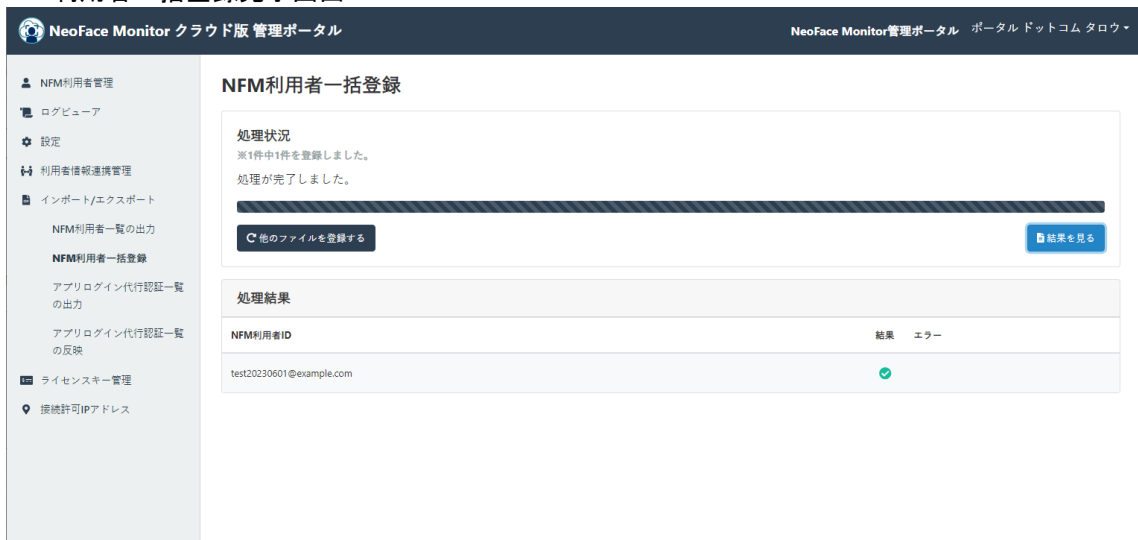 NeoFace Monitor クラウド版 管理ポータル
NeoFace Monitor管理ポータル ポータル ドットコム タロウ
NFM利用者管理
ログビューア
設定
利用者情報連携管理
インポート/エクスポート
NFM利用者一覧の出力
NFM利用者一括登録
アプリログイン代行認証一覧
の出力
アプリログイン代行認証一覧
の反映
ライセンスキー管理
接続許可IPアドレス
NFM利用者一括登録
処理状況
※1件中1件を登録しました。
処理が完了しました。
他のファイルを登録する
結果を見る
処理結果
NFM利用者ID 結果 エラー
test20230601@example.com